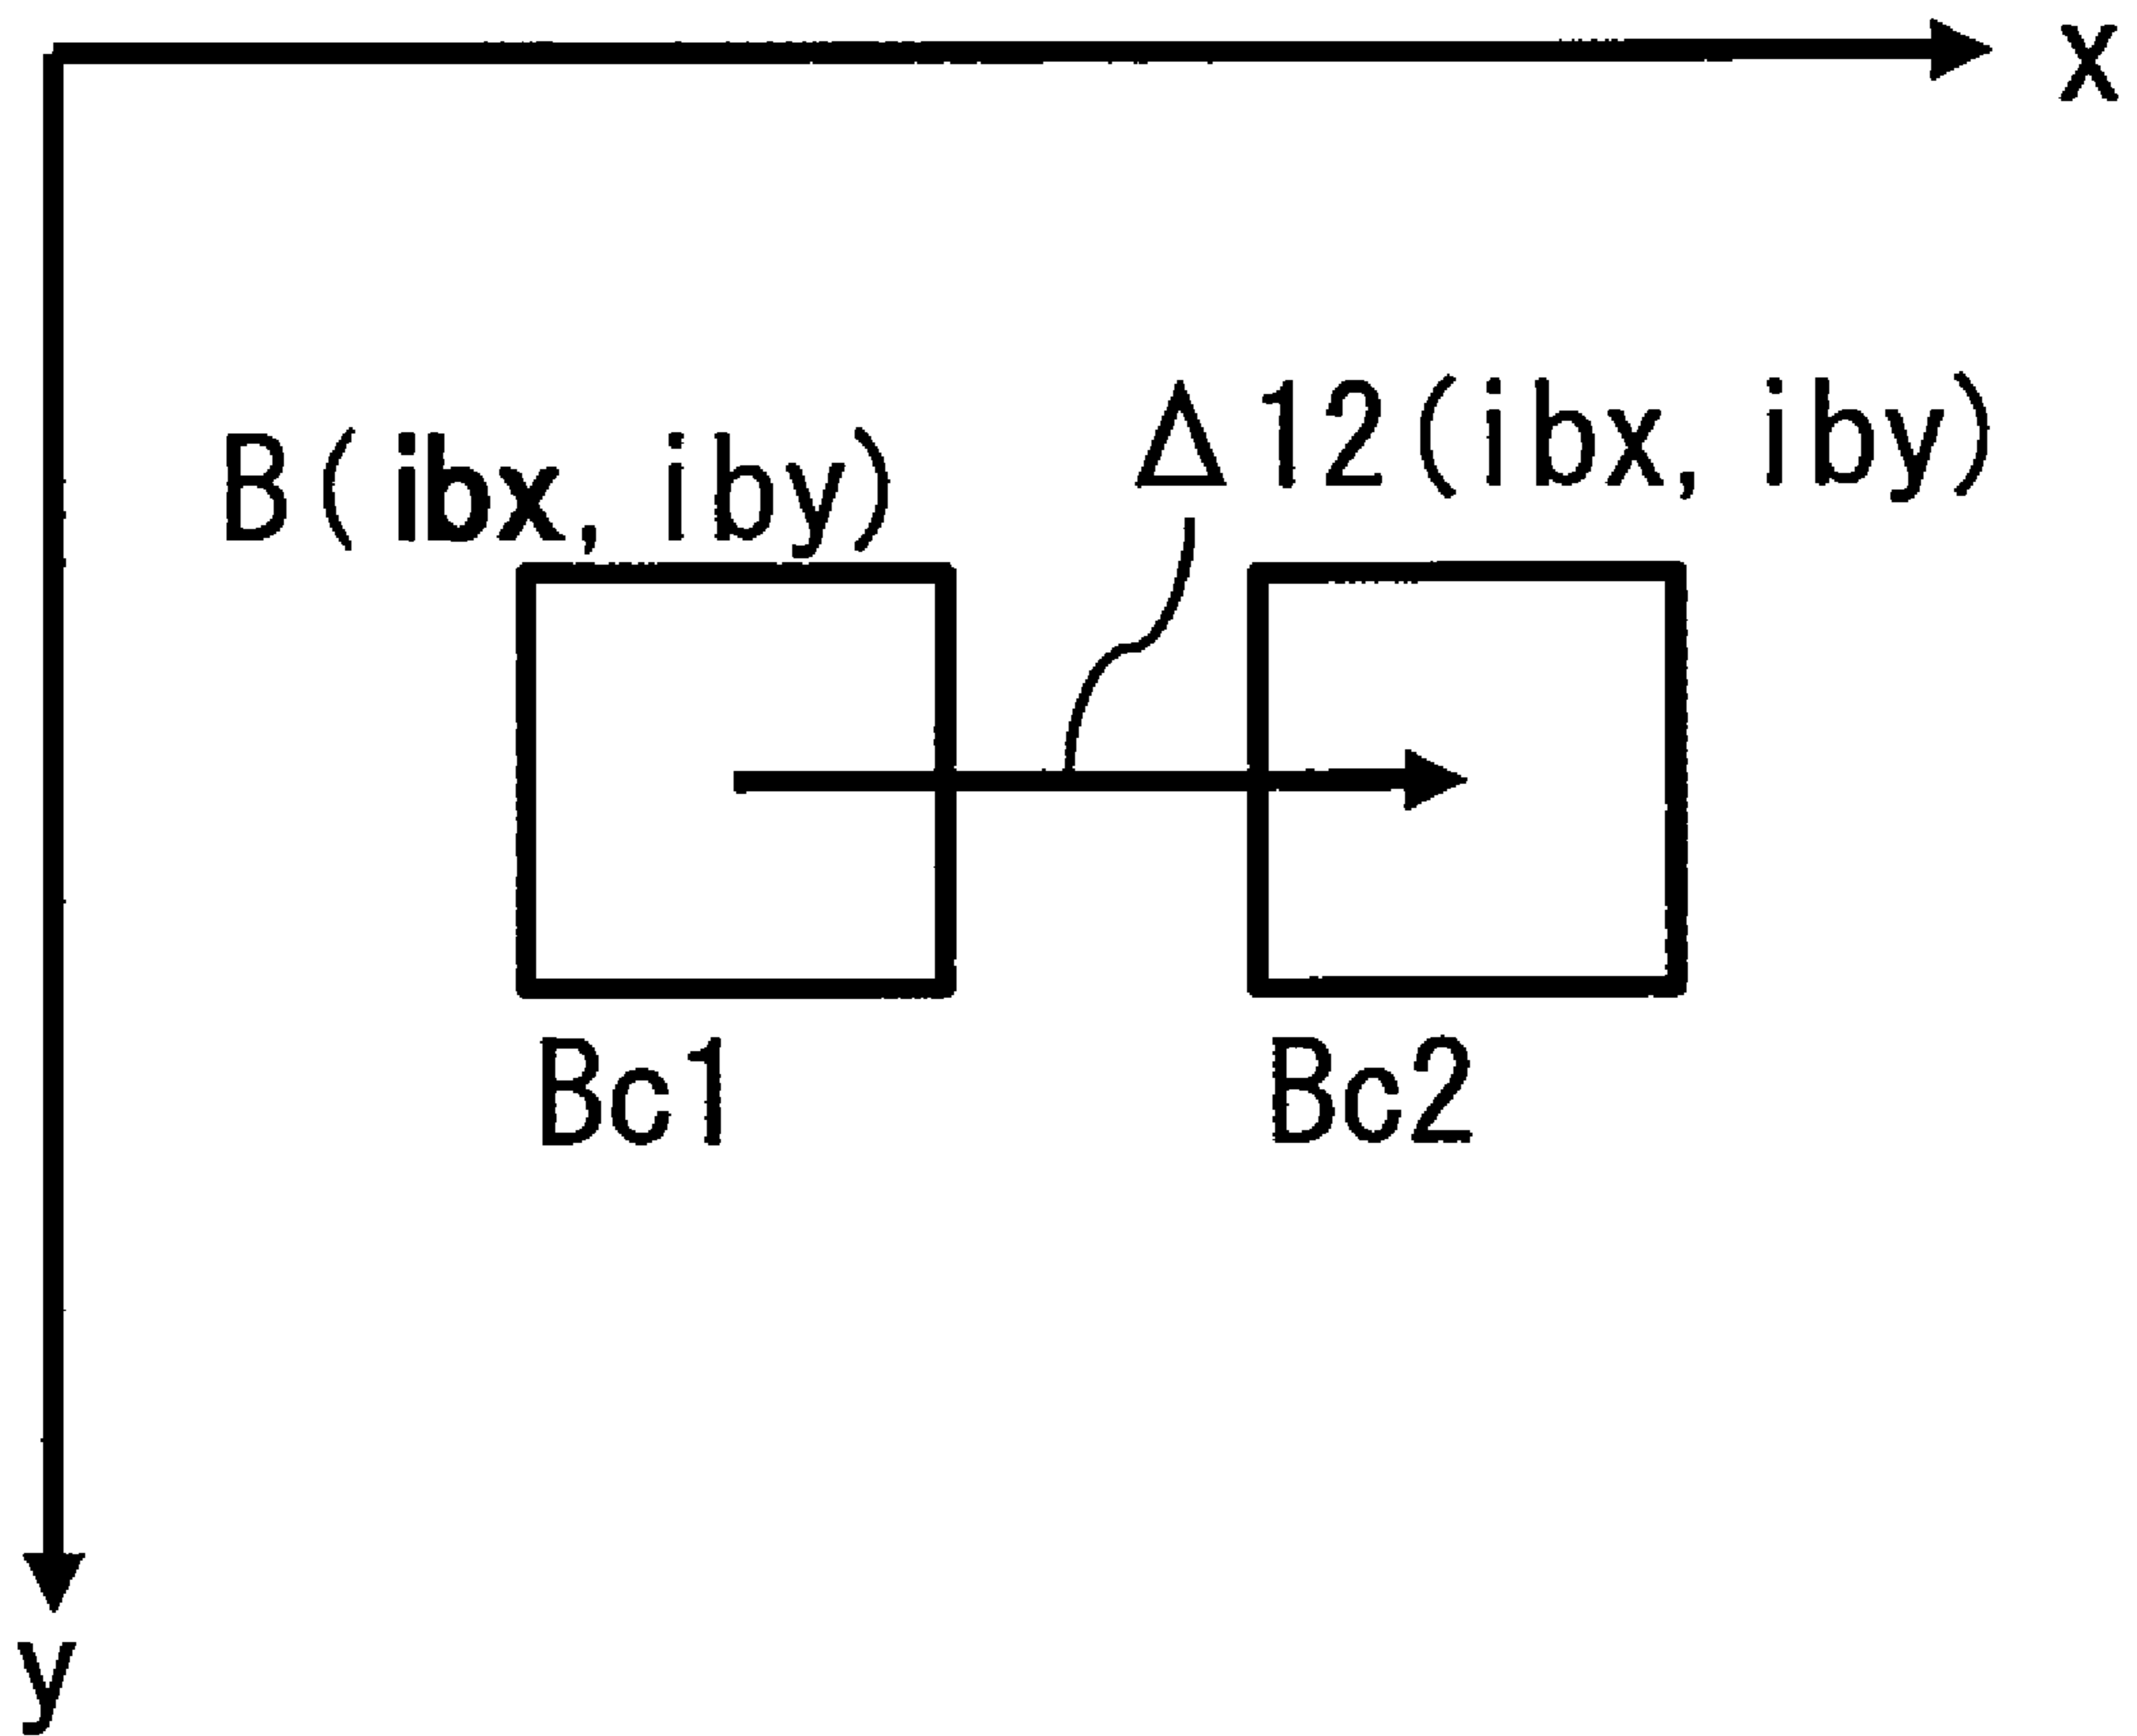 x
B(ibx, iby)
Δ12(ibx, iby)
Bc1
Bc2
y